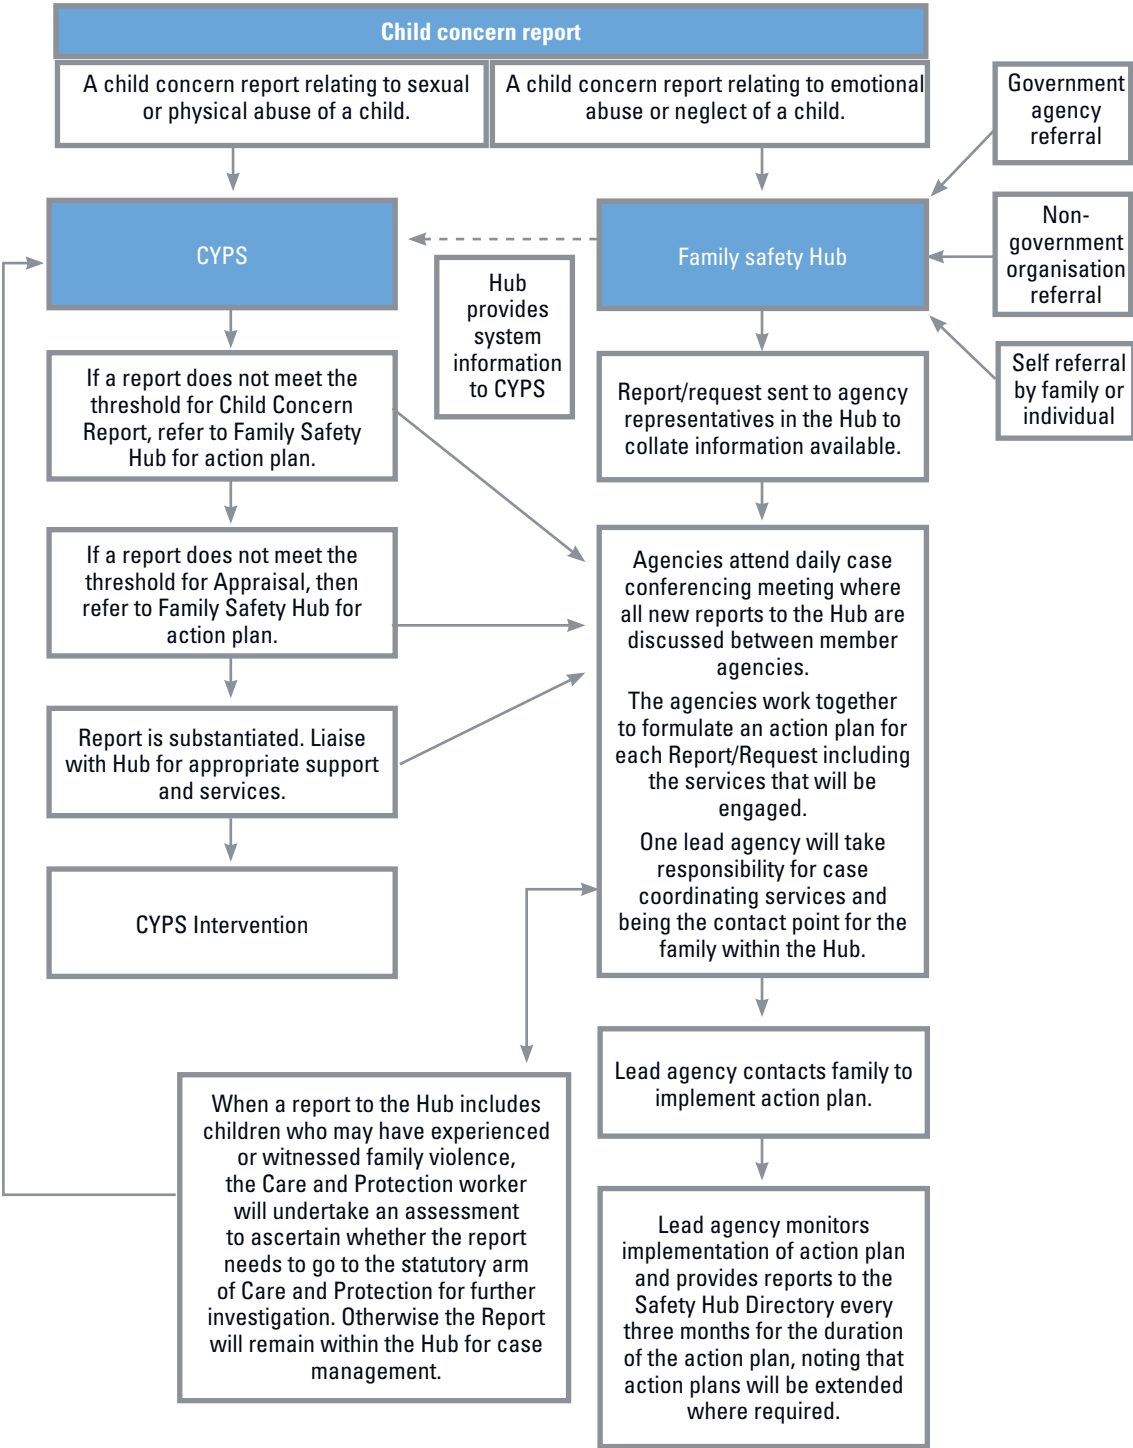 Child concern report
A child concern report relating to sexual
or physical abuse of a child.
A child concern report relating to emotional
abuse or neglect of a child.
Government
agency
referral
Non-
government
organisation
referral
Self referral
by family or
individual
CYPS
Family safety Hub
Hub
provides
system
information
to CYPS
If a report does not meet the
threshold for Child Concern
Report, refer to Family Safety
Hub for action plan.
Report/request sent to agency
representatives in the Hub to
collate information available.
If a report does not meet the
threshold for Appraisal, then
refer to Family Safety Hub for
action plan.
Agencies attend daily case
conferencing meeting where
all new reports to the Hub are
discussed between member
agencies.
The agencies work together
to formulate an action plan for
each Report/Request including
the services that will be
engaged.
One lead agency will take
responsibility for case
coordinating services and
being the contact point for the
family within the Hub.
Report is substantiated. Liaise
with Hub for appropriate support
and services.
CYPS Intervention
Lead agency contacts family to
implement action plan.
When a report to the Hub includes
children who may have experienced
or witnessed family violence,
the Care and Protection worker
will undertake an assessment
to ascertain whether the report
needs to go to the statutory arm
of Care and Protection for further
investigation. Otherwise the Report
will remain within the Hub for case
management.
Lead agency monitors
implementation of action plan
and provides reports to the
Safety Hub Directory every
three months for the duration
of the action plan, noting that
action plans will be extended
where required.